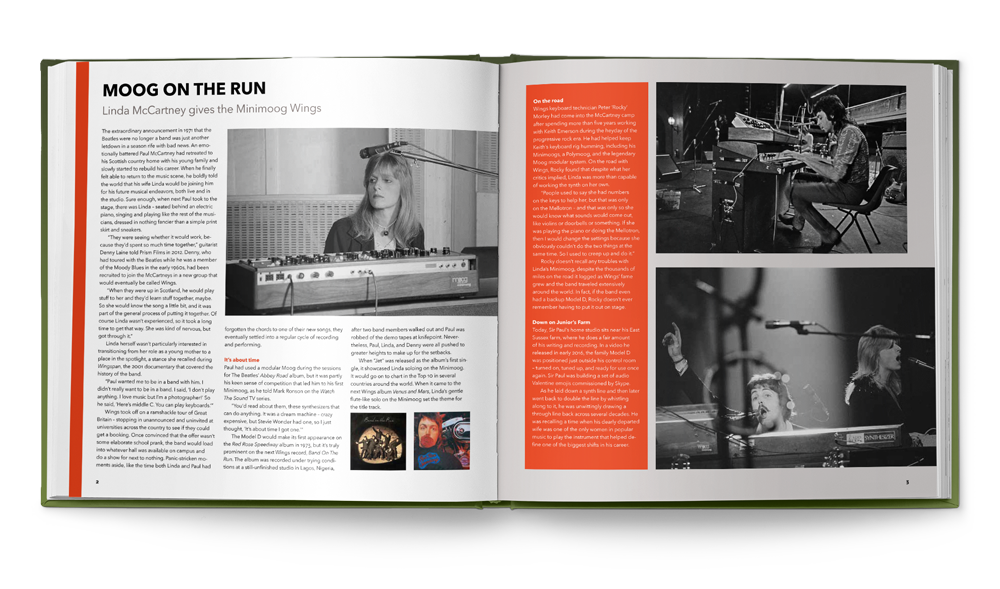 MOOG ON THE RUN
Linda McCartney gives the Minimoog Wings
The extraordinary announcement in 1971 that the
Beatles were no longer a band was just another
letdown in a season rife with bad news. An emo-
tionally battered Paul McCartney had retreated to
his Scottish country home with his young family and
slowly started to rebuild his career. When he finally
felt able to return to the music scene, he boldly told
the world that his wife Linda would be joining him
for his future musical endeavors, both live and in
the studio. Sure enough, when next Paul took to the
stage, there was Linda – seated behind an electric
piano, singing and playing like the rest of the musi-
cians, dressed in nothing fancier than a simple print
skirt and sneakers.
"They were seeing whether it would work, be-
cause they'd spent so much time together," guitarist
Denny Laine told Prism Films in 2012. Denny, who
had toured with the Beatles while he was a member
of the Moody Blues in the early 1960s, had been
recruited to join the McCartneys in a new group that
would eventually be called Wings.
"When they were up in Scotland, he would play
stuff to her and they'd learn stuff together, maybe.
So she would know the song a little bit, and it was
part of the general process of putting it together. Of
course Linda wasn't experienced, so it took a long
time to get that way. She was kind of nervous, but
got through it."
Linda herself wasn't particularly interested in
transitioning from her role as a young mother to a
place in the spotlight, a stance she recalled during
Wingspan, the 2001 documentary that covered the
history of the band.
"Paul wanted me to be in a band with him. I
didn't really want to be in a band. I said, 'I don't play
anything. I love music but I'm a photographer!' So
he said, 'Here's middle C. You can play keyboards.'"
Wings took off on a ramshackle tour of Great
Britain – stopping in unannounced and uninvited at
universities across the country to see if they could
get a booking. Once convinced that the offer wasn't
some elaborate school prank, the band would load
into whatever hall was available on campus and
do a show for next to nothing. Panic-stricken mo-
ments aside, like the time both Linda and Paul had
forgotten the chords to one of their new songs, they
eventually settled into a regular cycle of recording
and performing.
It's about time
Paul had used a modular Moog during the sessions
for The Beatles' Abbey Road album, but it was partly
his keen sense of competition that led him to his first
Minimoog, as he told Mark Ronson on the Watch
The Sound TV series.
"You'd read about them, these synthesizers that
can do anything. It was a dream machine – crazy
expensive, but Stevie Wonder had one, so I just
thought, 'It's about time I got one.'"
The Model D would make its first appearance on
the Red Rose Speedway album in 1973, but it's truly
prominent on the next Wings record, Band On The
Run. The album was recorded under trying condi-
tions at a still-unfinished studio in Lagos, Nigeria,
after two band members walked out and Paul was
robbed of the demo tapes at knifepoint. Never-
theless, Paul, Linda, and Denny were all pushed to
greater heights to make up for the setbacks.
When "Jet" was released as the album's first sin-
gle, it showcased Linda soloing on the Minimoog.
It would go on to chart in the Top 10 in several
countries around the world. When it came to the
next Wings album Venus and Mars, Linda's gentle
flute-like solo on the Minimoog set the theme for
the title track.
2
On the road
Wings keyboard technician Peter 'Rocky'
Morley had come into the McCartney camp
after spending more than five years working
with Keith Emerson during the heyday of the
progressive rock era. He had helped keep
Keith's keyboard rig humming, including his
Minimoogs, a Polymoog, and the legendary
Moog modular system. On the road with
Wings, Rocky found that despite what her
critics implied, Linda was more than capable
of working the synth on her own.
"People used to say she had numbers
on the keys to help her, but that was only
on the Mellotron – and that was only so she
would know what sounds would come out,
like violins or doorbells or something. If she
was playing the piano or doing the Mellotron,
then I would change the settings because she
obviously couldn't do the two things at the
same time. So I used to creep up and do it."
Rocky doesn't recall any troubles with
Linda's Minimoog, despite the thousands of
miles on the road it lugged as Wings' fame
grew and the band traveled extensively
around the world. In fact, if the band even
had a backup Model D, Rocky doesn't ever
remember having to put it out on stage.
Down on Junior's Farm
Today, Sir Paul's home studio sits near his East
Sussex farm, where he does a fair amount
of his writing and recording. In a video he
released in early 2016, the family Model D
was positioned just outside his control room
– turned on, tuned up, and ready for use once
again. Sir Paul was building a set of audio
Valentine emojis commissioned by Skype.
As he laid down a synth line and then later
went back to double the line by whistling
along to it, he was unwittingly drawing a
through line back across several decades. He
was recalling a time when his dearly departed
wife was one of the only women in popular
music to play the instrument that helped de-
fine one of the biggest shifts in his career.